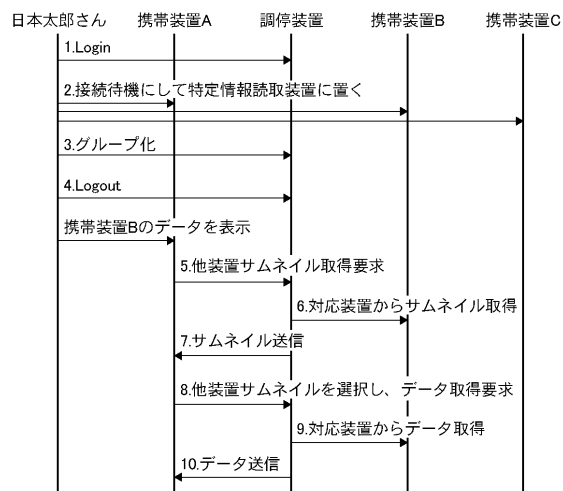 日本太郎さん 携帯装置A 調停装置 携帯装置B 携帯装置C
1.Login
2.接続待機にして特定情報読取装置に置く
3.グループ化
4.Logout
携帯装置Bのデータを表示
5.他装置サムネイル取得要求
6.対応装置からサムネイル取得
7.サムネイル送信
8.他装置サムネイルを選択し、データ取得要求
9.対応装置からデータ取得
10.データ送信